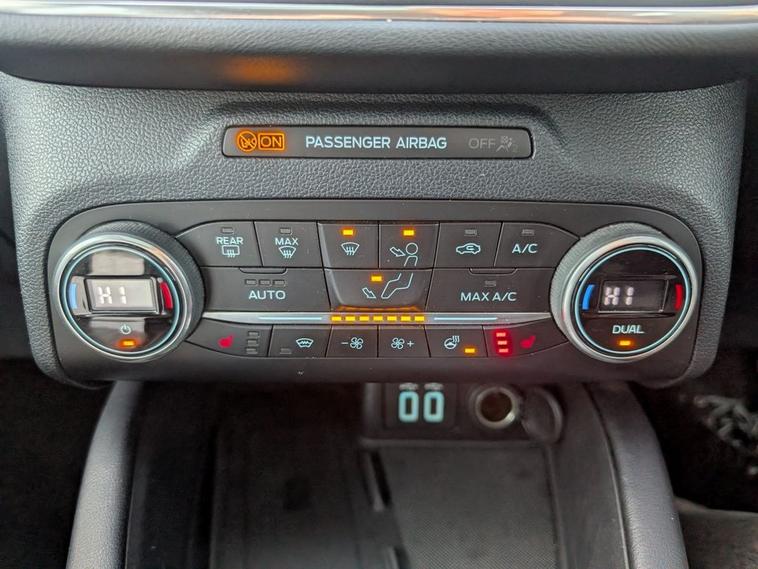 ON PASSENGER AIRBAG OFF
REAR MAX A/C
HI AUTO MAX A/C HI
DUAL